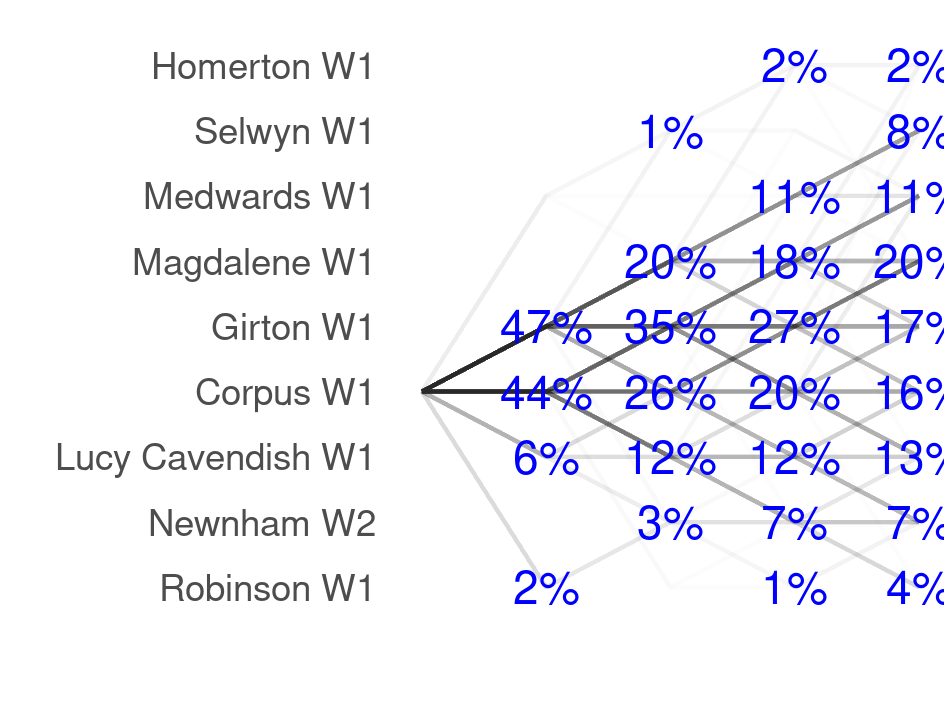 Homerton W1 2% 2%
Selwyn W1 1% 8%
Medwards W1 11% 11%
Magdalene W1 20% 18% 20%
Girton W1 47% 35% 27% 17%
Corpus W1 44% 26% 20% 16%
Lucy Cavendish W1 6% 12% 12% 13%
Newnham W2 3% 7% 7%
Robinson W1 2% 1% 4%